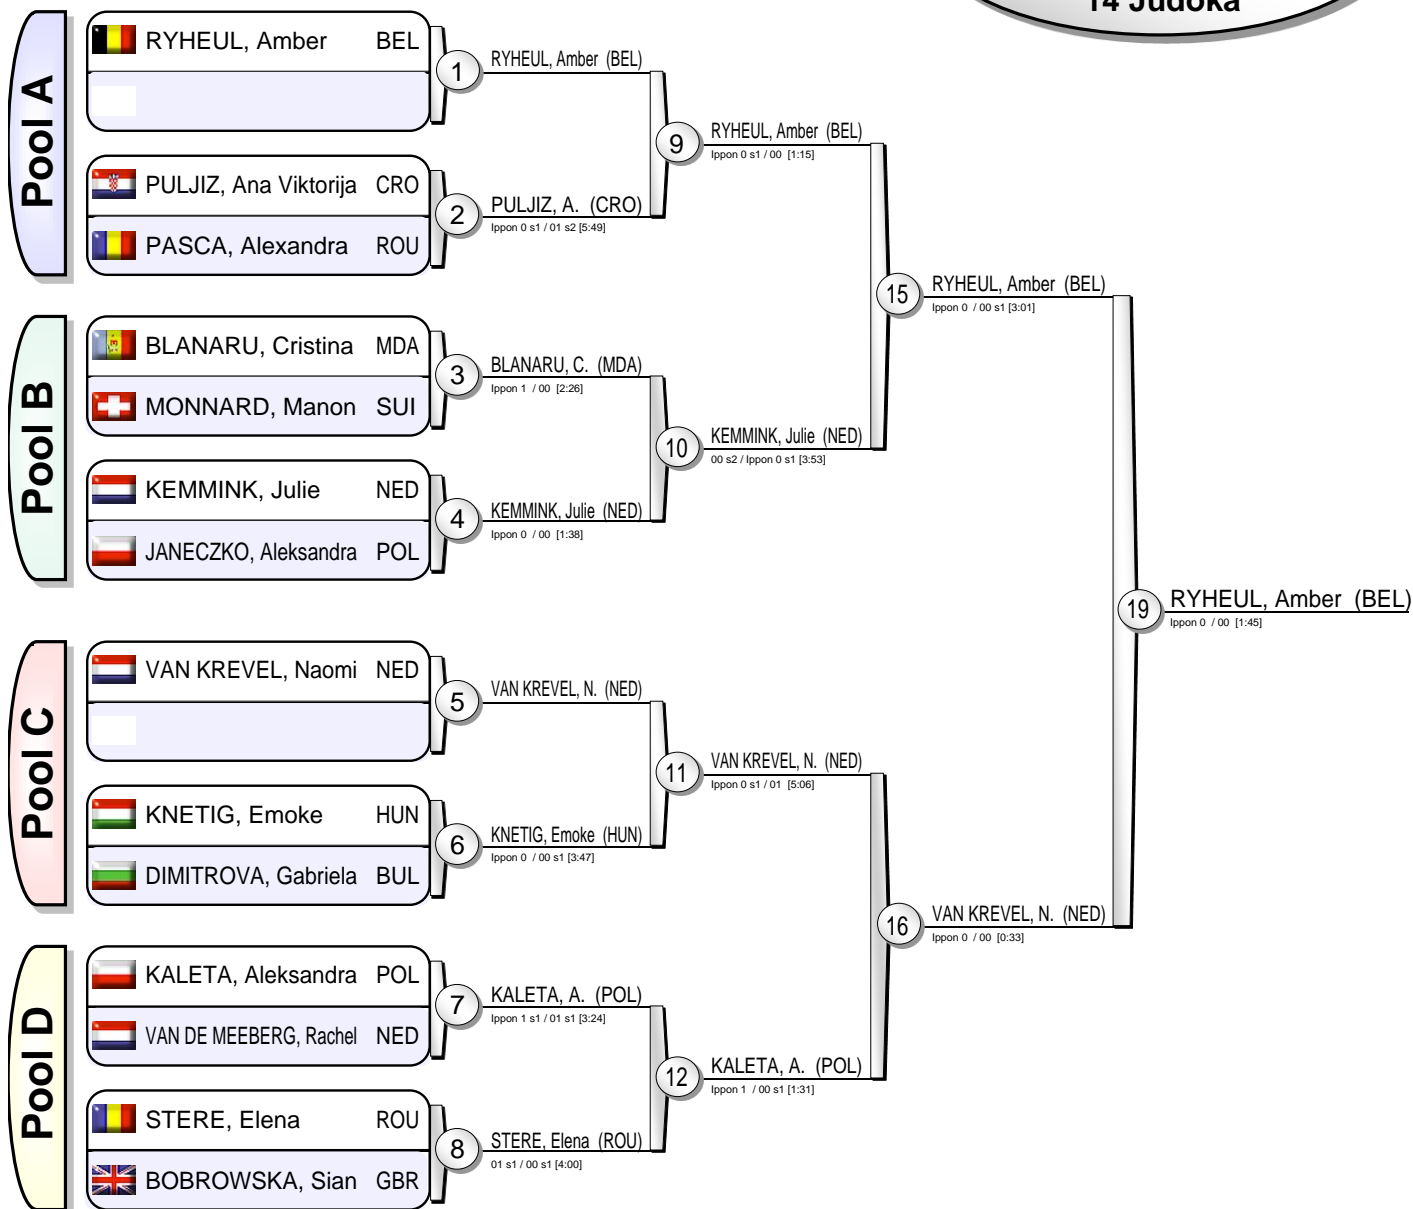 14 Judoka
Pool A
RYHEUL, Amber BEL
PULJIZ, Ana Viktorija CRO
PASCA, Alexandra ROU
Pool B
BLANARU, Cristina MDA
MONNARD, Manon SUI
KEMMINK, Julie NED
JANECZKO, Aleksandra POL
Pool C
VAN KREVEL, Naomi NED
KNETIG, Emoke HUN
DIMITROVA, Gabriela BUL
Pool D
KALETA, Aleksandra POL
VAN DE MEEBERG, Rachel NED
STERE, Elena ROU
BOBROWSKA, Sian GBR
1
RYHEUL, Amber (BEL)
2
PULJIZ, A. (CRO)
Ippon 0 s1 / 01 s2 [5:49]
3
BLANARU, C. (MDA)
Ippon 1 / 00 [2:26]
4
KEMMINK, Julie (NED)
Ippon 0 / 00 [1:38]
5
VAN KREVEL, N. (NED)
6
KNETIG, Emoke (HUN)
Ippon 0 / 00 s1 [3:47]
7
KALETA, A. (POL)
Ippon 1 s1 / 01 s1 [3:24]
8
STERE, Elena (ROU)
01 s1 / 00 s1 [4:00]
9
RYHEUL, Amber (BEL)
Ippon 0 s1 / 00 [1:15]
10
KEMMINK, Julie (NED)
00 s2 / Ippon 0 s1 [3:53]
11
VAN KREVEL, N. (NED)
Ippon 0 s1 / 01 [5:06]
12
KALETA, A. (POL)
Ippon 1 / 00 s1 [1:31]
15
RYHEUL, Amber (BEL)
Ippon 0 / 00 s1 [3:01]
16
VAN KREVEL, N. (NED)
Ippon 0 / 00 [0:33]
19
RYHEUL, Amber (BEL)
Ippon 0 / 00 [1:45]